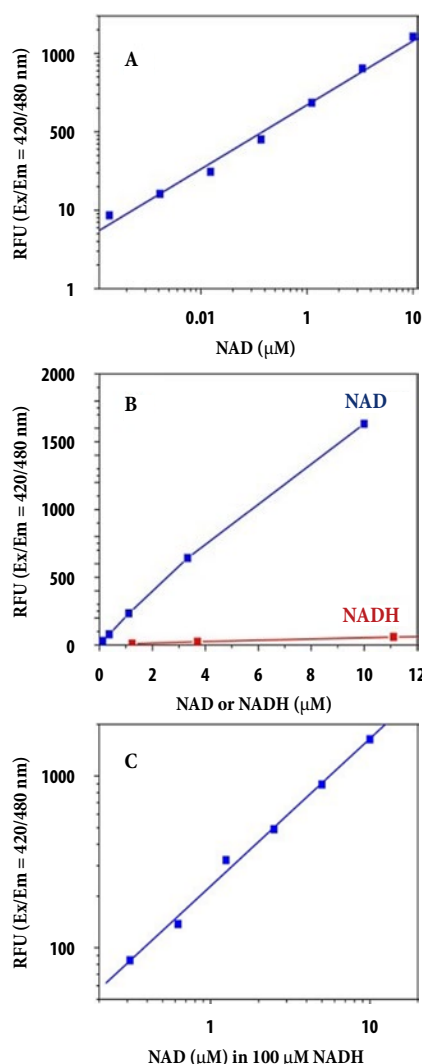 A
1000
500
10
1
RFU (Ex/Em = 420/480 nm)
0.01 1 10
NAD (μM)
B
NAD
NADH
2000
1500
1000
500
0
RFU (Ex/Em = 420/480 nm)
0 2 4 6 8 10 12
NAD or NADH (μM)
C
1000
100
RFU (Ex/Em = 420/480 nm)
1 10
NAD (μM) in 100 μM NADH